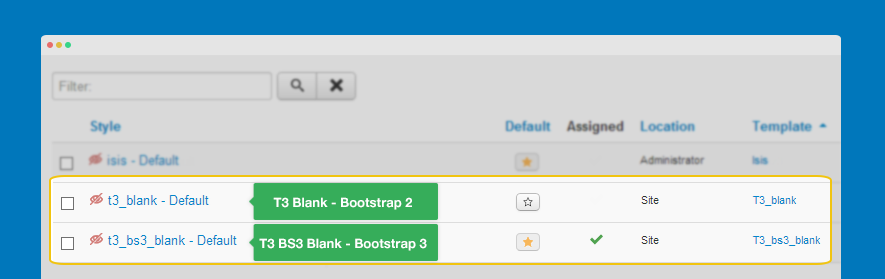 Filter:
Style Default Assigned Location Template
isis - Default Administrator Isis
t3_blank - Default T3 Blank - Bootstrap 2 Site T3_blank
t3_bs3_blank - Default T3 BS3 Blank - Bootstrap 3 Site T3_bs3_blank